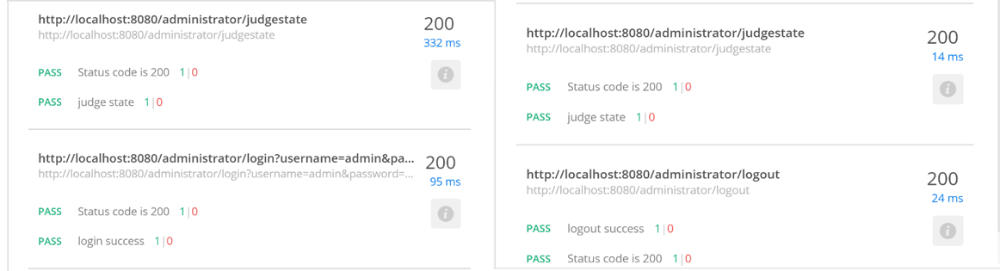 http://localhost:8080/administrator/judgestate
200
http://localhost:8080/administrator/judgestate
332 ms
PASS Status code is 200 1|0
PASS judge state 1|0
http://localhost:8080/administrator/login?username=admin&pa...
200
http://localhost:8080/administrator/login?username=admin&password=...
95 ms
PASS Status code is 200 1|0
PASS login success 1|0
http://localhost:8080/administrator/judgestate
200
http://localhost:8080/administrator/judgestate
14 ms
PASS Status code is 200 1|0
PASS judge state 1|0
http://localhost:8080/administrator/logout
200
http://localhost:8080/administrator/logout
24 ms
PASS logout success 1|0
PASS Status code is 200 1|0